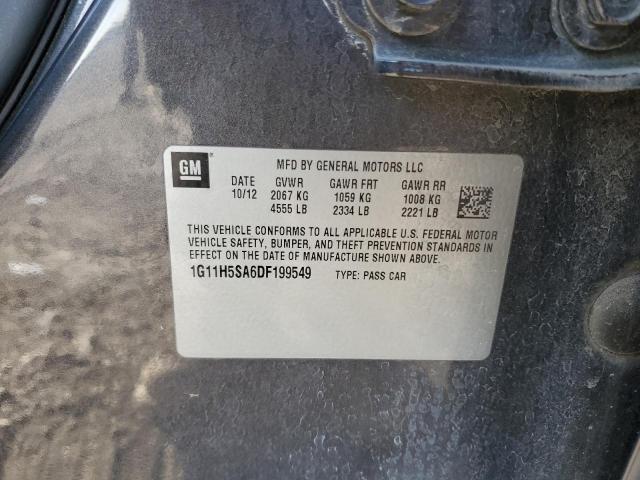 GM
MFD BY GENERAL MOTORS LLC
DATE GVWR GAWR FRT GAWR RR
10/12 2067 KG 1059 KG 1008 KG
4555 LB 2334 LB 2221 LB
THIS VEHICLE CONFORMS TO ALL APPLICABLE U.S. FEDERAL MOTOR
VEHICLE SAFETY, BUMPER, AND THEFT PREVENTION STANDARDS IN
EFFECT ON THE DATE OF MANUFACTURE SHOWN ABOVE.
1G11H5SA6DF199549 TYPE: PASS CAR